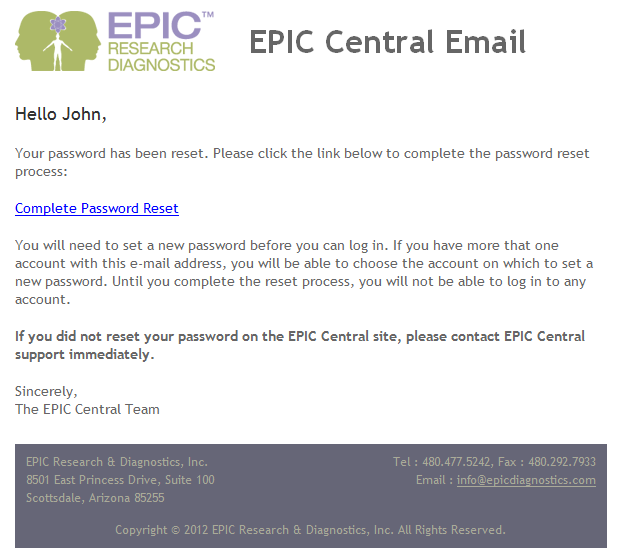 EPIC™
RESEARCH
DIAGNOSTICS
EPIC Central Email
Hello John,
Your password has been reset. Please click the link below to complete the password reset
process:
Complete Password Reset
You will need to set a new password before you can log in. If you have more that one
account with this e-mail address, you will be able to choose the account on which to set a
new password. Until you complete the reset process, you will not be able to log in to any
account.
If you did not reset your password on the EPIC Central site, please contact EPIC Central
support immediately.
Sincerely,
The EPIC Central Team
EPIC Research & Diagnostics, Inc.
8501 East Princess Drive, Suite 100
Scottsdale, Arizona 85255
Tel : 480.477.5242, Fax : 480.292.7933
Email : info@epicdiagnostics.com
Copyright © 2012 EPIC Research & Diagnostics, Inc. All Rights Reserved.